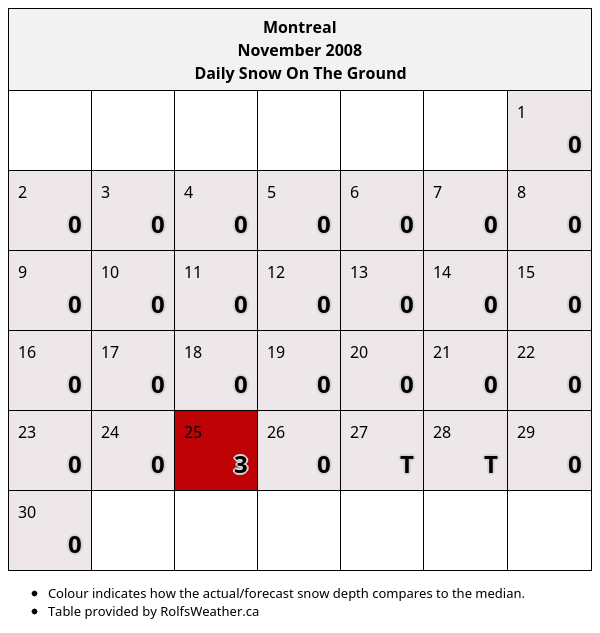 Montreal
November 2008
Daily Snow On The Ground
1
0
2 3 4 5 6 7 8
0 0 0 0 0 0 0
9 10 11 12 13 14 15
0 0 0 0 0 0 0
16 17 18 19 20 21 22
0 0 0 0 0 0 0
23 24 25 26 27 28 29
0 0 3 0 T T 0
30
0
• Colour indicates how the actual/forecast snow depth compares to the median.
• Table provided by RolfsWeather.ca